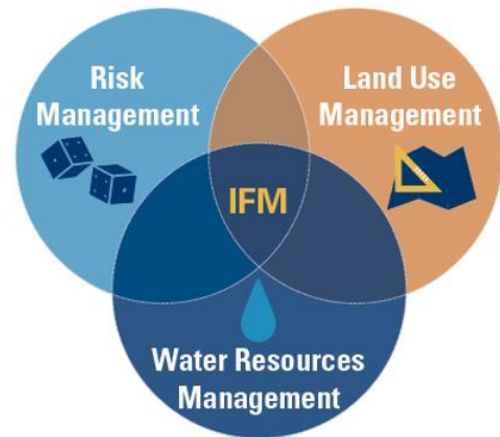 Risk
Management
Land Use
Management
IFM
Water Resources
Management